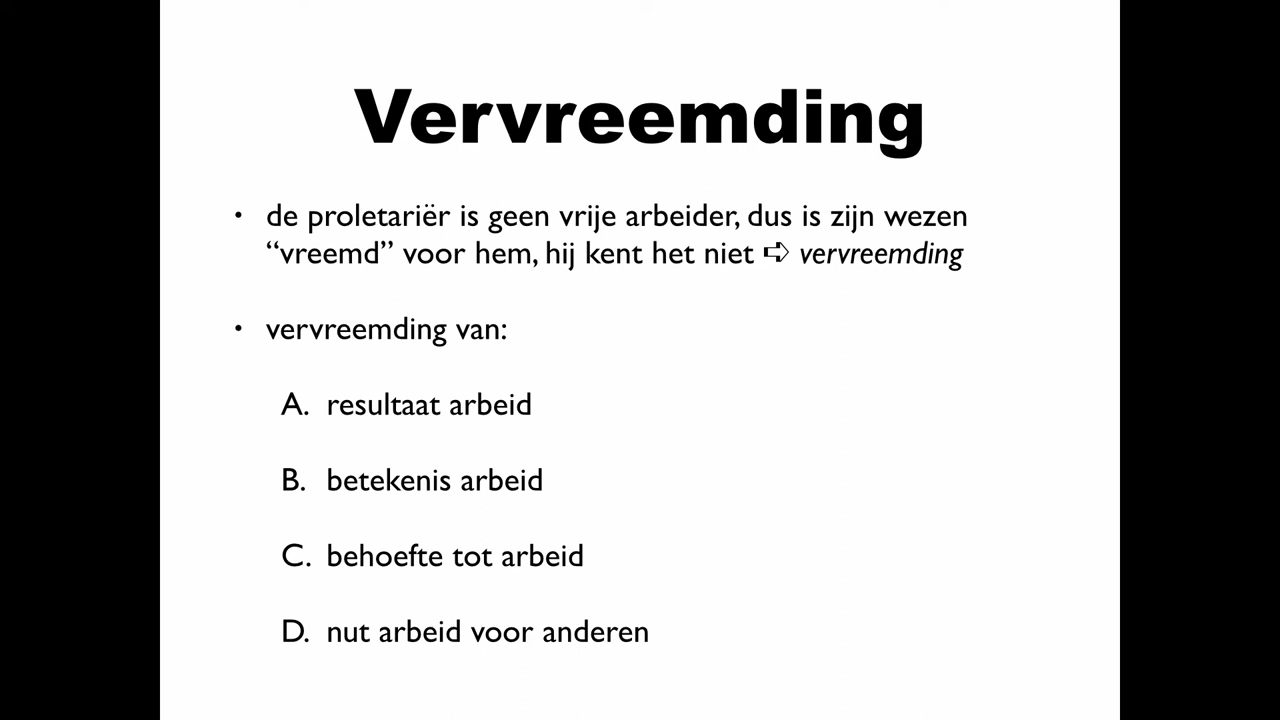 Vervreemding
• de proletariër is geen vrije arbeider, dus is zijn wezen
“vreemd” voor hem, hij kent het niet ➪ vervreemding
• vervreemding van:
A. resultaat arbeid
B. betekenis arbeid
C. behoefte tot arbeid
D. nut arbeid voor anderen